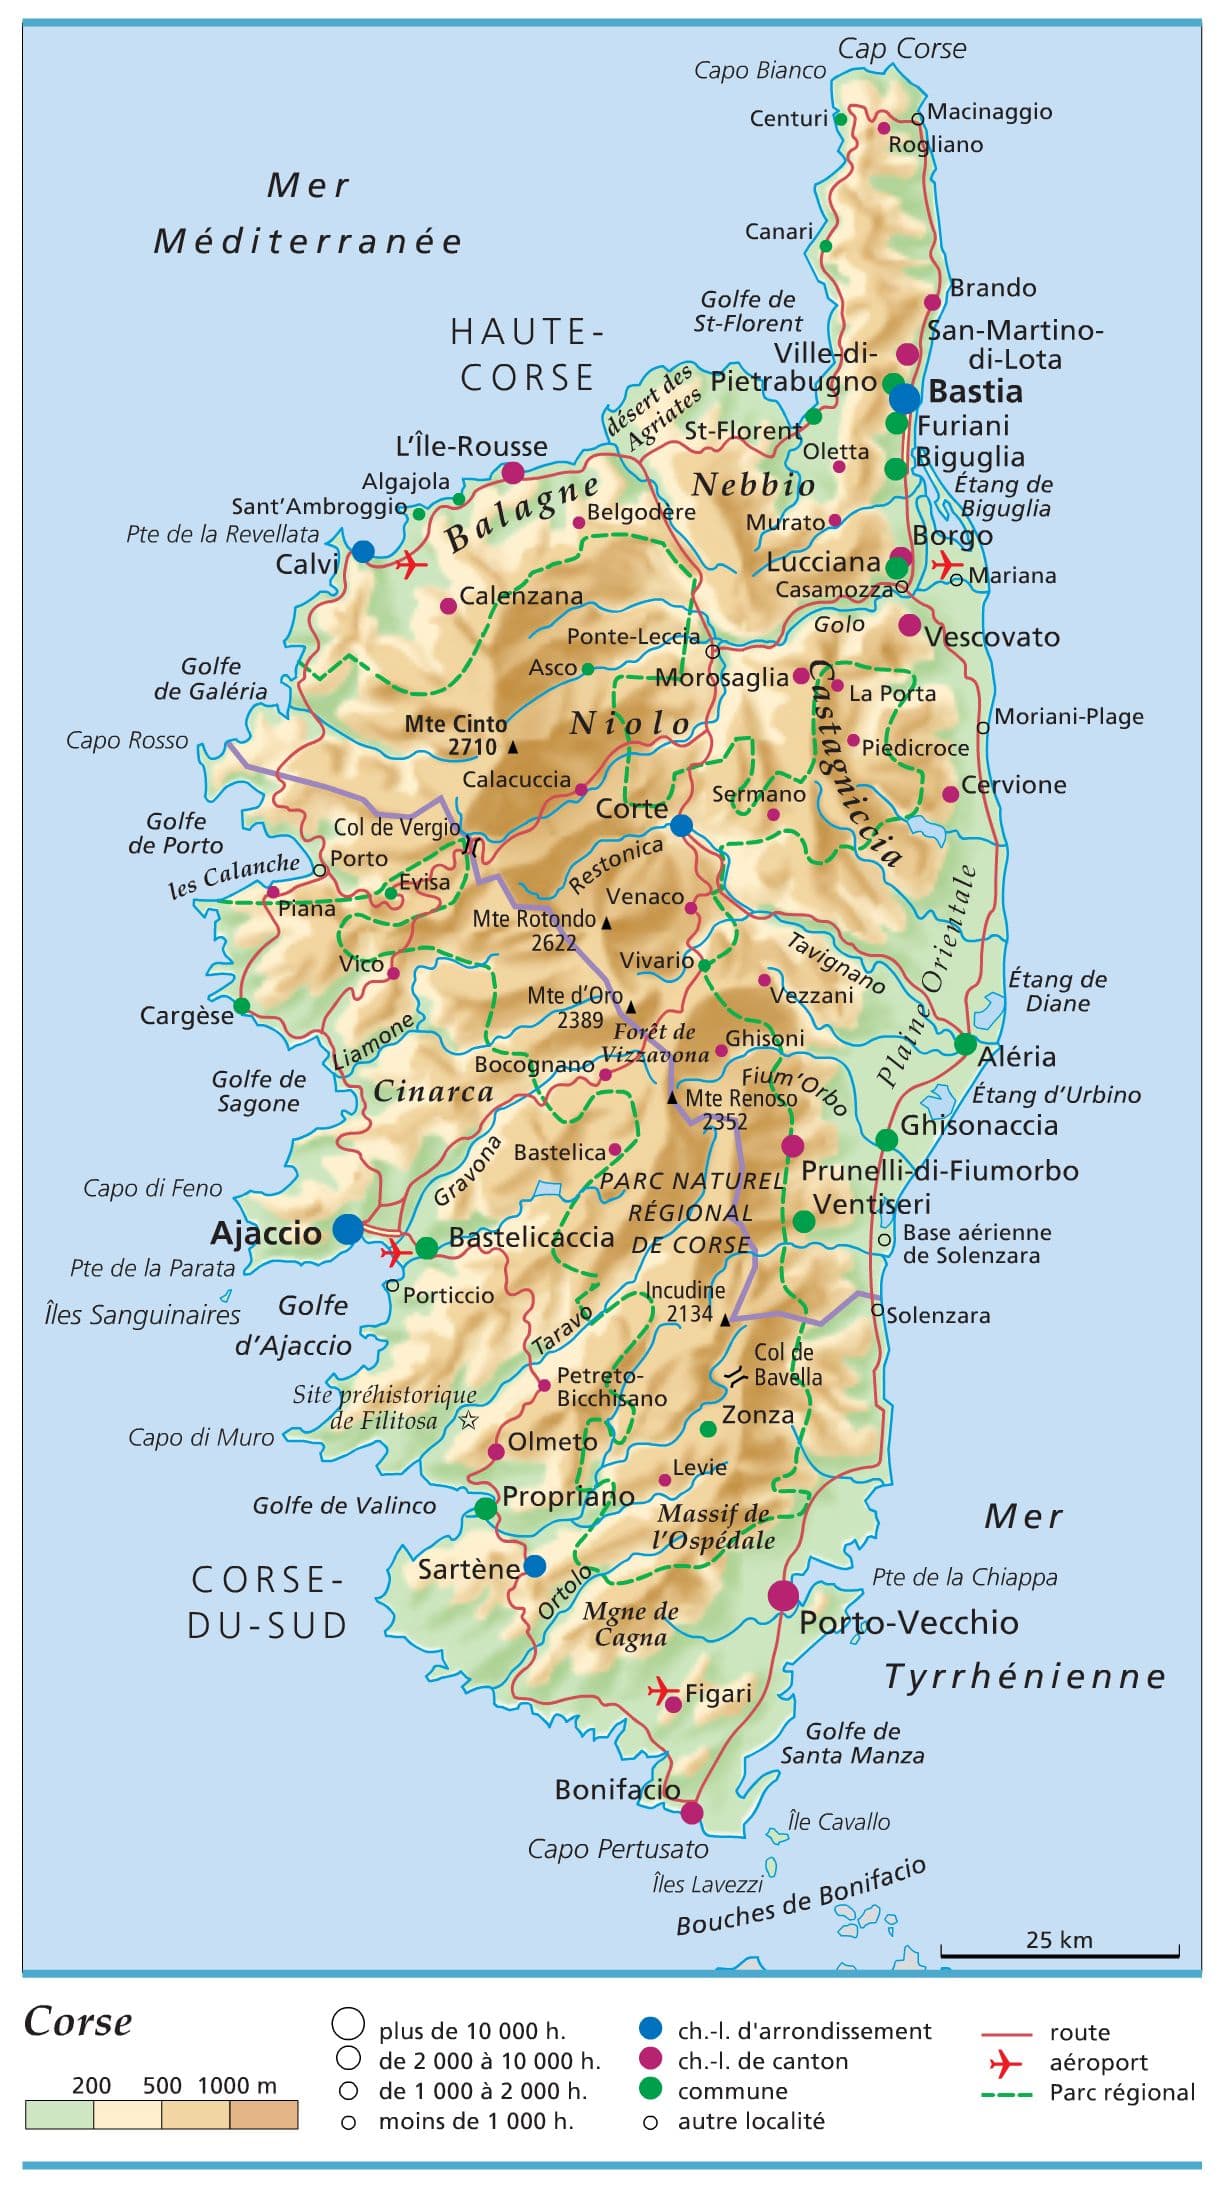 Cap Corse
Capo Bianco
Centuri
Macinaggio
Rogliano
Mer
Méditerranée
Canari
Brando
Golfe de
St-Florent
HAUTE-
CORSE
San-Martino-
di-Lota
Ville-di-
Pietrabugno
Bastia
désert des
Agriates
St-Florent
Furiani
L'Île-Rousse
Oletta
Biguglia
Algajola
Nebbio
Étang de
Biguglia
Sant'Ambroggio
Balagne
Belgodère
Murato
Pte de la Revellata
Borgo
Calvi
Lucciana
Mariana
Casamozza
Calenzana
Golo
Ponte-Leccia
Vescovato
Asco
Morosaglia
Golfe
de Galéria
Castagniccia
La Porta
Niolo
Moriani-Plage
Mte Cinto
2710
Capo Rosso
Piedicroce
Calacuccia
Cervione
Sermano
Corte
Golfe
de Porto
Col de Vergio
Porto
Restonica
les Calanche
Evisa
Venaco
Piana
Mte Rotondo
2622
Plaine Orientale
Tavignano
Vico
Vivario
Étang de
Diane
Vezzani
Mte d'Oro
2389
Cargèse
Liamone
Forêt de
Vizzavona
Ghisoni
Aléria
Bocognano
Golfe de
Sagone
Cinarca
Fium'Orbo
Étang d'Urbino
Mte Renoso
2352
Ghisonaccia
Gravona
Bastelica
Prunelli-di-Fiumorbo
PARC NATUREL
RÉGIONAL
DE CORSE
Capo di Feno
Ventiseri
Ajaccio
Bastelicaccia
Base aérienne
de Solenzara
Pte de la Parata
Porticcio
Incudine
2134
Îles Sanguinaires
Golfe
d'Ajaccio
Solenzara
Taravo
Col de
Bavella
Petreto-
Bicchisano
Site préhistorique
de Filitosa
Zonza
Capo di Muro
Olmeto
Levie
Propriano
Golfe de Valinco
Massif de
l'Ospédale
Mer
Sartène
CORSE-
DU-SUD
Ortolo
Pte de la Chiappa
Mgne de
Cagna
Porto-Vecchio
Tyrrhénienne
Figari
Golfe de
Santa Manza
Bonifacio
Île Cavallo
Capo Pertusato
Îles Lavezzi
Bouches de Bonifacio
25 km
Corse
200 500 1000 m
plus de 10 000 h.
de 2 000 à 10 000 h.
de 1 000 à 2 000 h.
moins de 1 000 h.
ch.-l. d'arrondissement
ch.-l. de canton
commune
autre localité
route
aéroport
Parc régional